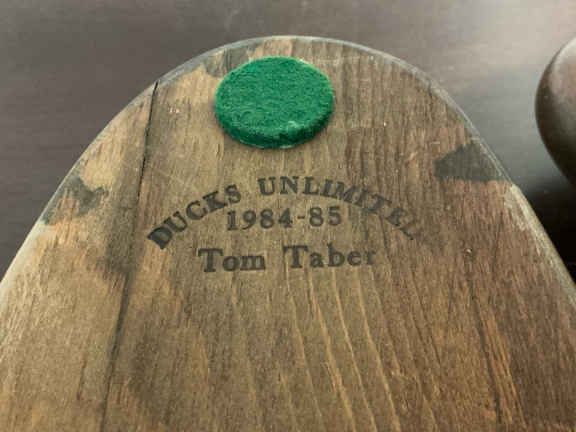 DUCKS UNLIMITED
1984-85
Tom Taber